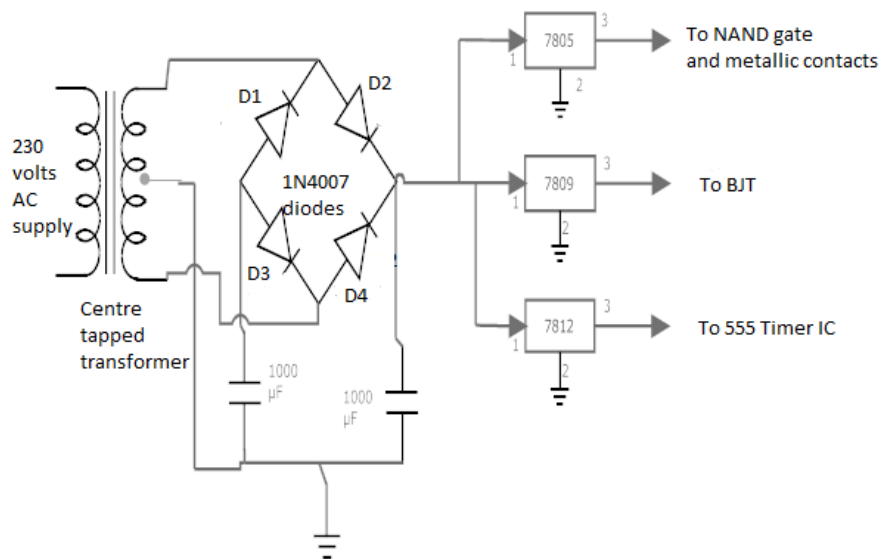 230
volts
AC
supply
Centre
tapped
transformer
D1
D2
1N4007
diodes
D3
D4
1000
µF
1000
µF
1
7805
3
2
To NAND gate
and metallic contacts
1
7809
3
2
To BJT
1
7812
3
2
To 555 Timer IC